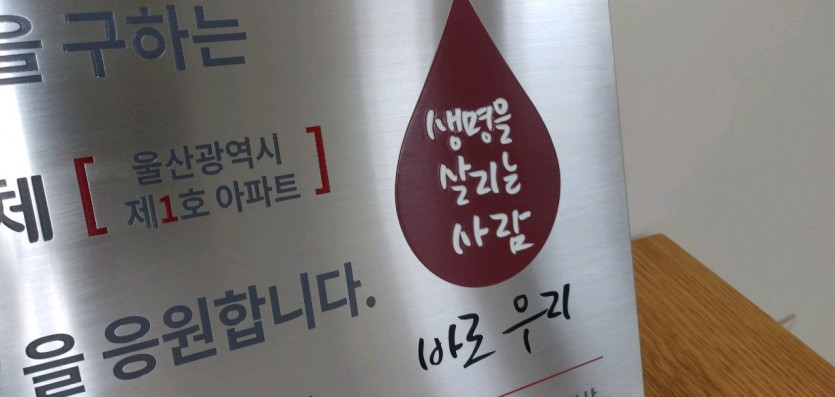 을 구하는
체 [울산광역시
제1호 아파트]
을 응원합니다.
생명을
살리는
사람
바로 우리